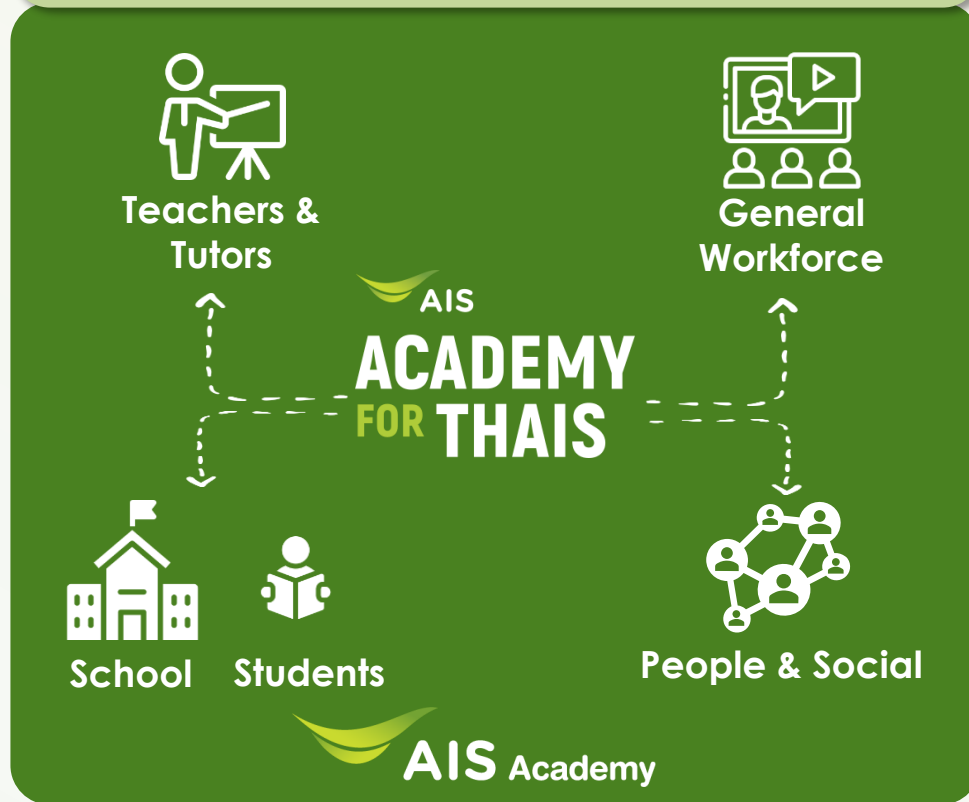 Teachers &
Tutors
General
Workforce
AIS
ACADEMY
FOR THAIS
School
Students
People & Social
AIS Academy